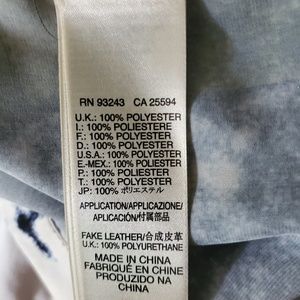 RN 93243 CA 25594
U.K.: 100% POLYESTER
I.: 100% POLIESTERE
F.: 100% POLYESTER
D.: 100% POLYESTER
U.S.A.: 100% POLYESTER
E-MEX.: 100% POLIESTER
P.: 100% POLIESTER
T.: 100% POLYESTER
JP: 100% ポリエステル
APPLICATION/APPLICAZIONE/
APLICACIÓN/付属部品
FAKE LEATHER/合成皮革
U.K.: 100% POLYURETHANE
MADE IN CHINA
FABRIQUÉ EN CHINE
PRODUZIDO NA
CHINA